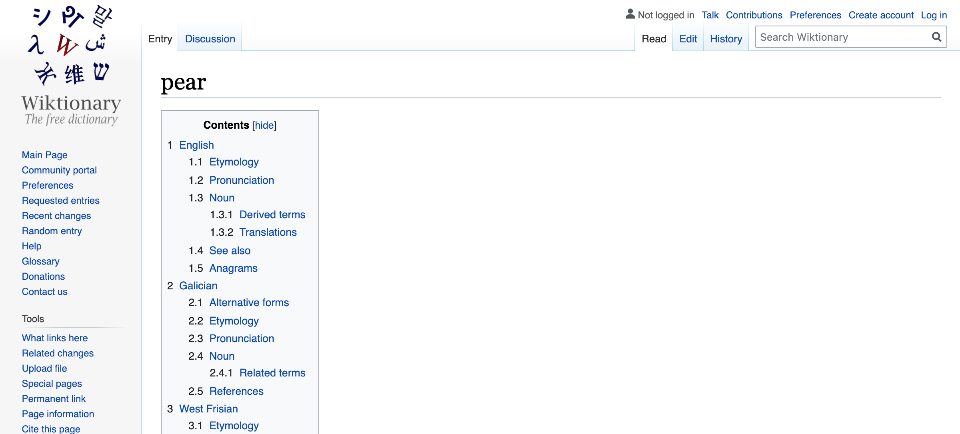 シ 말
λ W ش
维 ש
Wiktionary
The free dictionary
Main Page
Community portal
Preferences
Requested entries
Recent changes
Random entry
Help
Glossary
Donations
Contact us
Tools
What links here
Related changes
Upload file
Special pages
Permanent link
Page information
Cite this page
Not logged in Talk Contributions Preferences Create account Log in
Entry Discussion Read Edit History Search Wiktionary
pear
Contents [hide]
1 English
1.1 Etymology
1.2 Pronunciation
1.3 Noun
1.3.1 Derived terms
1.3.2 Translations
1.4 See also
1.5 Anagrams
2 Galician
2.1 Alternative forms
2.2 Etymology
2.3 Pronunciation
2.4 Noun
2.4.1 Related terms
2.5 References
3 West Frisian
3.1 Etymology